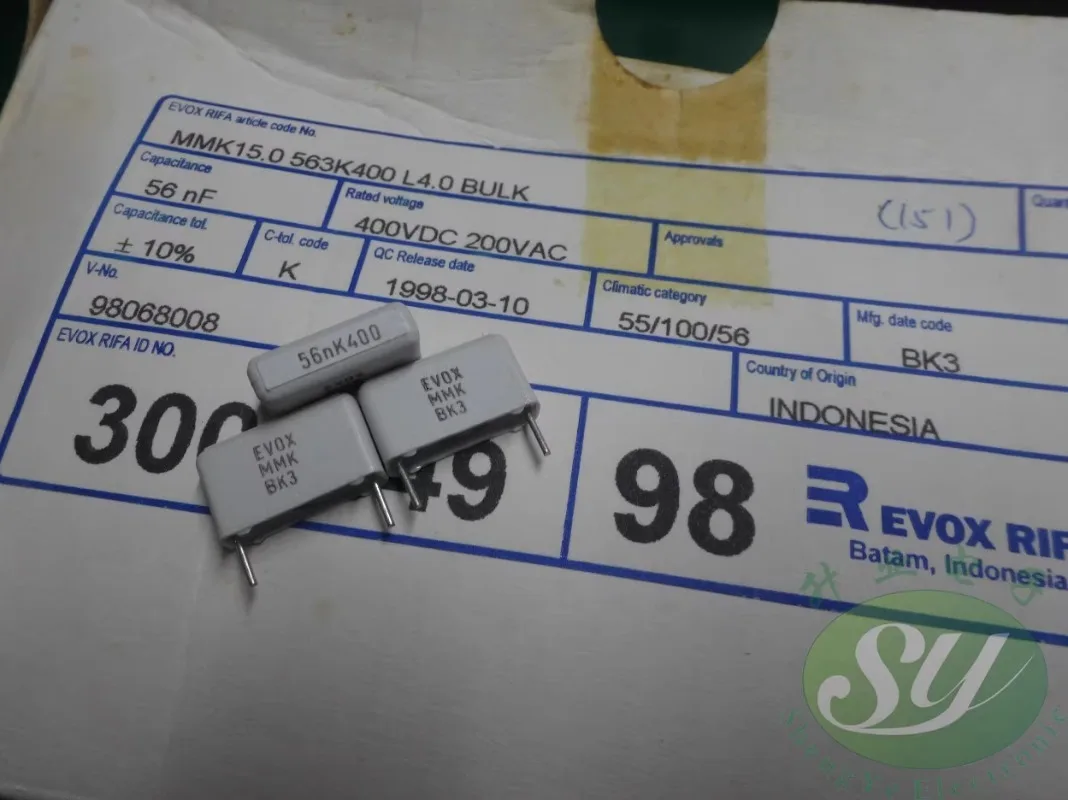 EVOX RIFA article code No.
MMK15.0 563K400 L4.0 BULK
(151)
Capacitance
56 nF
Rated voltage
400VDC 200VAC
Approvals
Capacitance tol.
± 10%
C-tol. code
K
QC Release date
1998-03-10
Climatic category
55/100/56
Mfg. date code
BK3
V-No.
98068008
Country of Origin
INDONESIA
EVOX RIFA ID NO.
98
EVOX
Batam, Indonesia
56nK400
EVOX
MMK
BK3
EVOX
MMK
BK3
SY